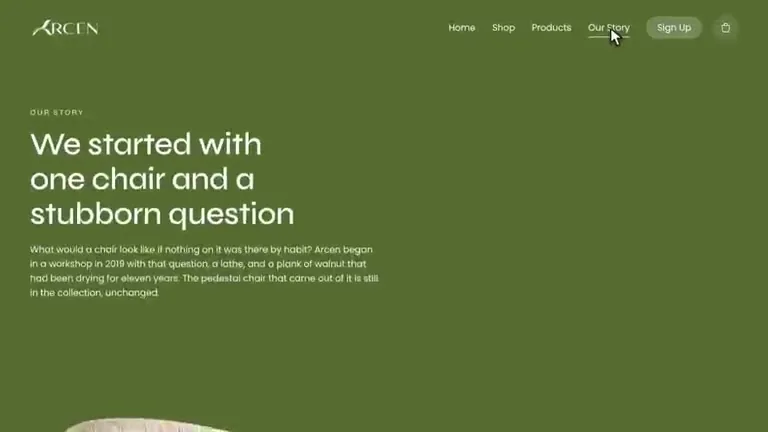 ARCEN
Home Shop Products Our Story Sign Up
OUR STORY
We started with
one chair and a
stubborn question
What would a chair look like if nothing on it was there by habit? Arcen began
in a workshop in 2019 with that question, a lathe, and a plank of walnut that
had been drying for eleven years. The pedestal chair that came out of it is still
in the collection, unchanged.